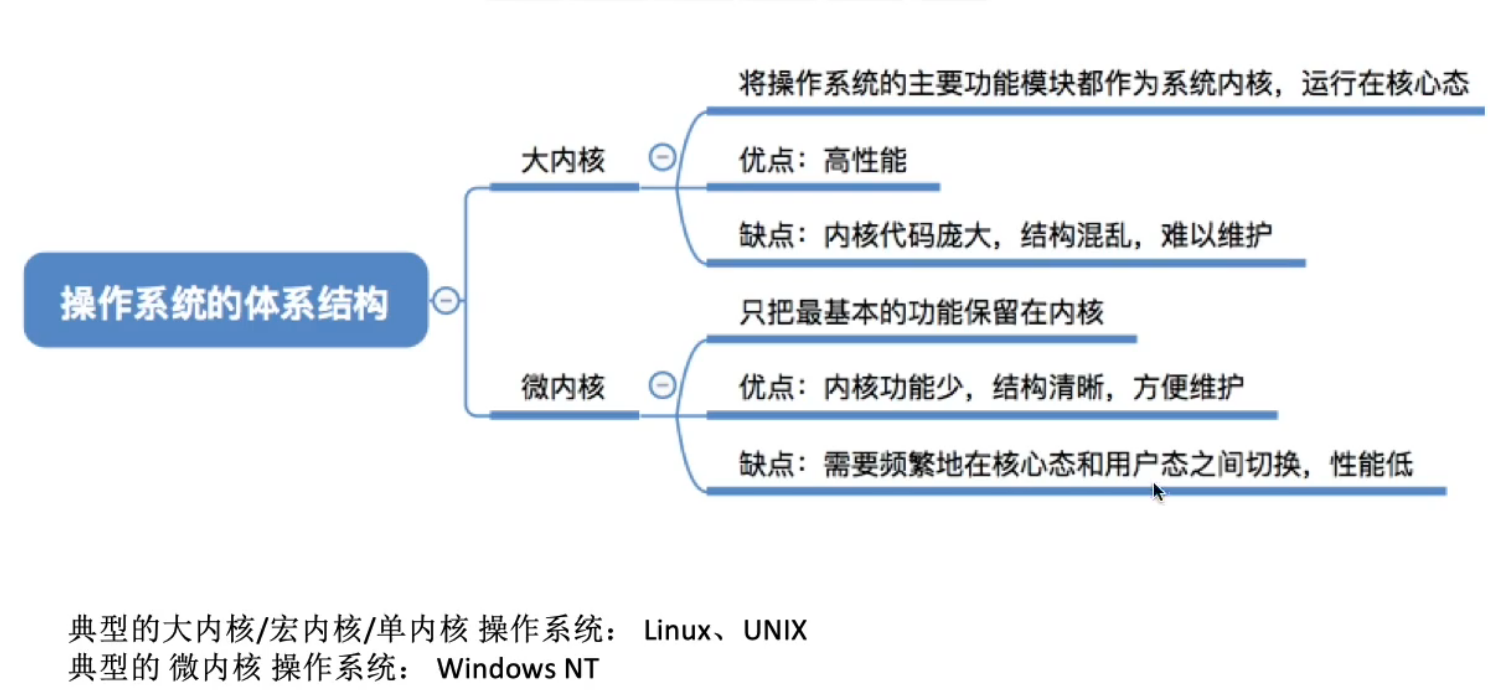 操作系统的体系结构
大内核
将操作系统的主要功能模块都作为系统内核，运行在核心态
优点：高性能
缺点：内核代码庞大，结构混乱，难以维护
微内核
只把最基本的功能保留在内核
优点：内核功能少，结构清晰，方便维护
缺点：需要频繁地在核心态和用户态之间切换，性能低
典型的大内核/宏内核/单内核 操作系统： Linux、UNIX
典型的 微内核 操作系统： Windows NT